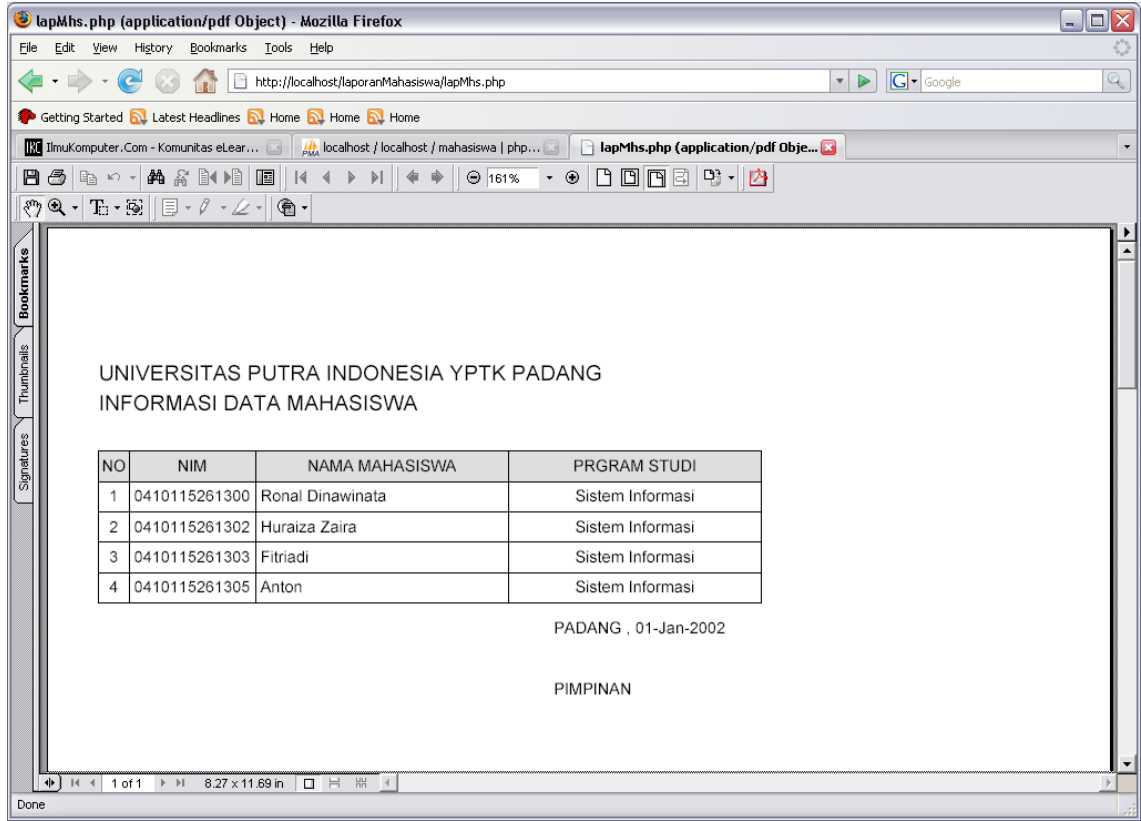 lapMhs.php (application/pdf Object) - Mozilla Firefox
File Edit View History Bookmarks Tools Help
http://localhost/laporanMahasiswa/lapMhs.php G Google
Getting Started Latest Headlines Home Home Home
IKC IlmuKomputer.Com - Komunitas eLear... PMA localhost / localhost / mahasiswa | php... lapMhs.php (application/pdf Obje...
161%
Bookmarks
Thumbnails
Signatures
UNIVERSITAS PUTRA INDONESIA YPTK PADANG
INFORMASI DATA MAHASISWA
NO NIM NAMA MAHASISWA PRGRAM STUDI
1 0410115261300 Ronal Dinawinata Sistem Informasi
2 0410115261302 Huraiza Zaira Sistem Informasi
3 0410115261303 Fitriadi Sistem Informasi
4 0410115261305 Anton Sistem Informasi
PADANG , 01-Jan-2002
PIMPINAN
1 of 1 8.27 x 11.69 in
Done